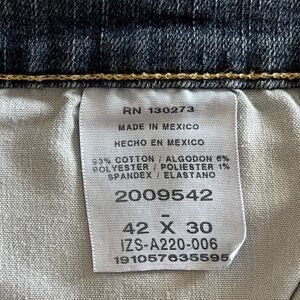 RN 130273
MADE IN MEXICO
HECHO EN MEXICO
93% COTTON / ALGODON 6%
POLYESTER / POLIESTER 1%
SPANDEX / ELASTANO
2009542
-
42 X 30
IZS-A220-006
191057635595